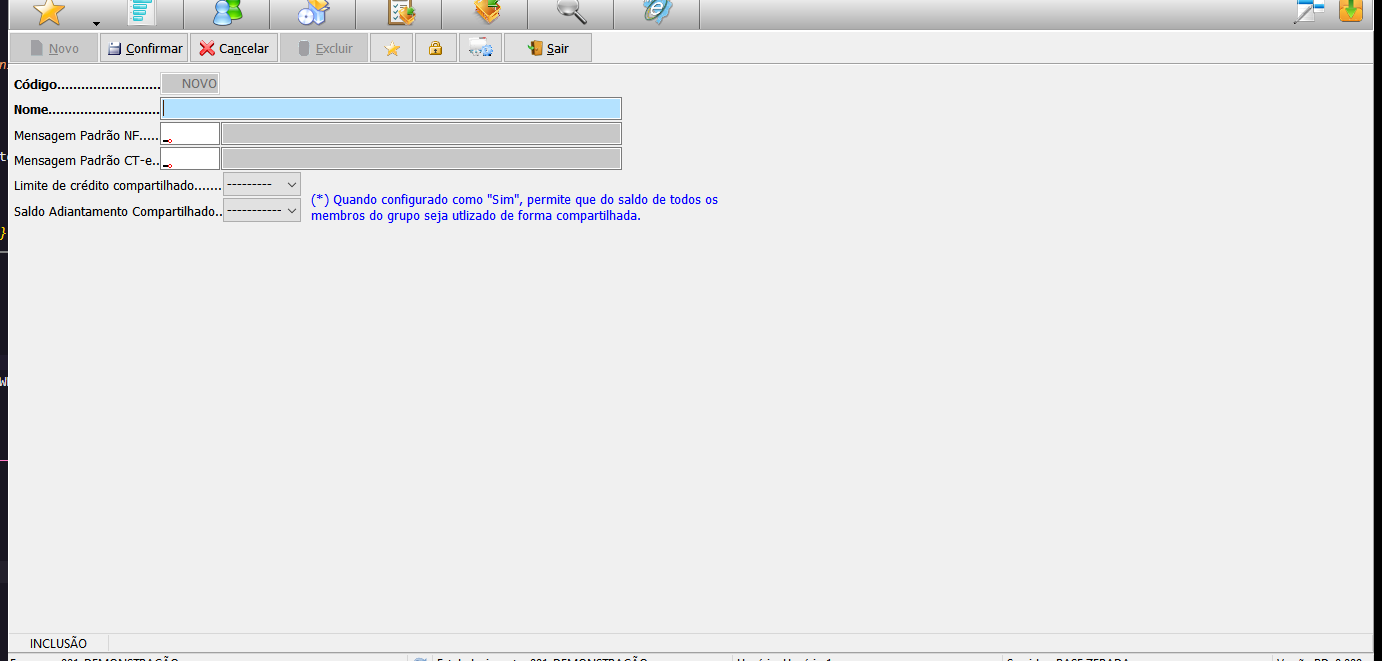 Novo Confirmar Cancelar Excluir Sair
Código.......................... NOVO
Nome............................
Mensagem Padrão NF.....
Mensagem Padrão CT-e..
Limite de crédito compartilhado....... ---------
Saldo Adiantamento Compartilhado.. -----------
(*) Quando configurado como "Sim", permite que do saldo de todos os
membros do grupo seja utlizado de forma compartilhada.
INCLUSÃO